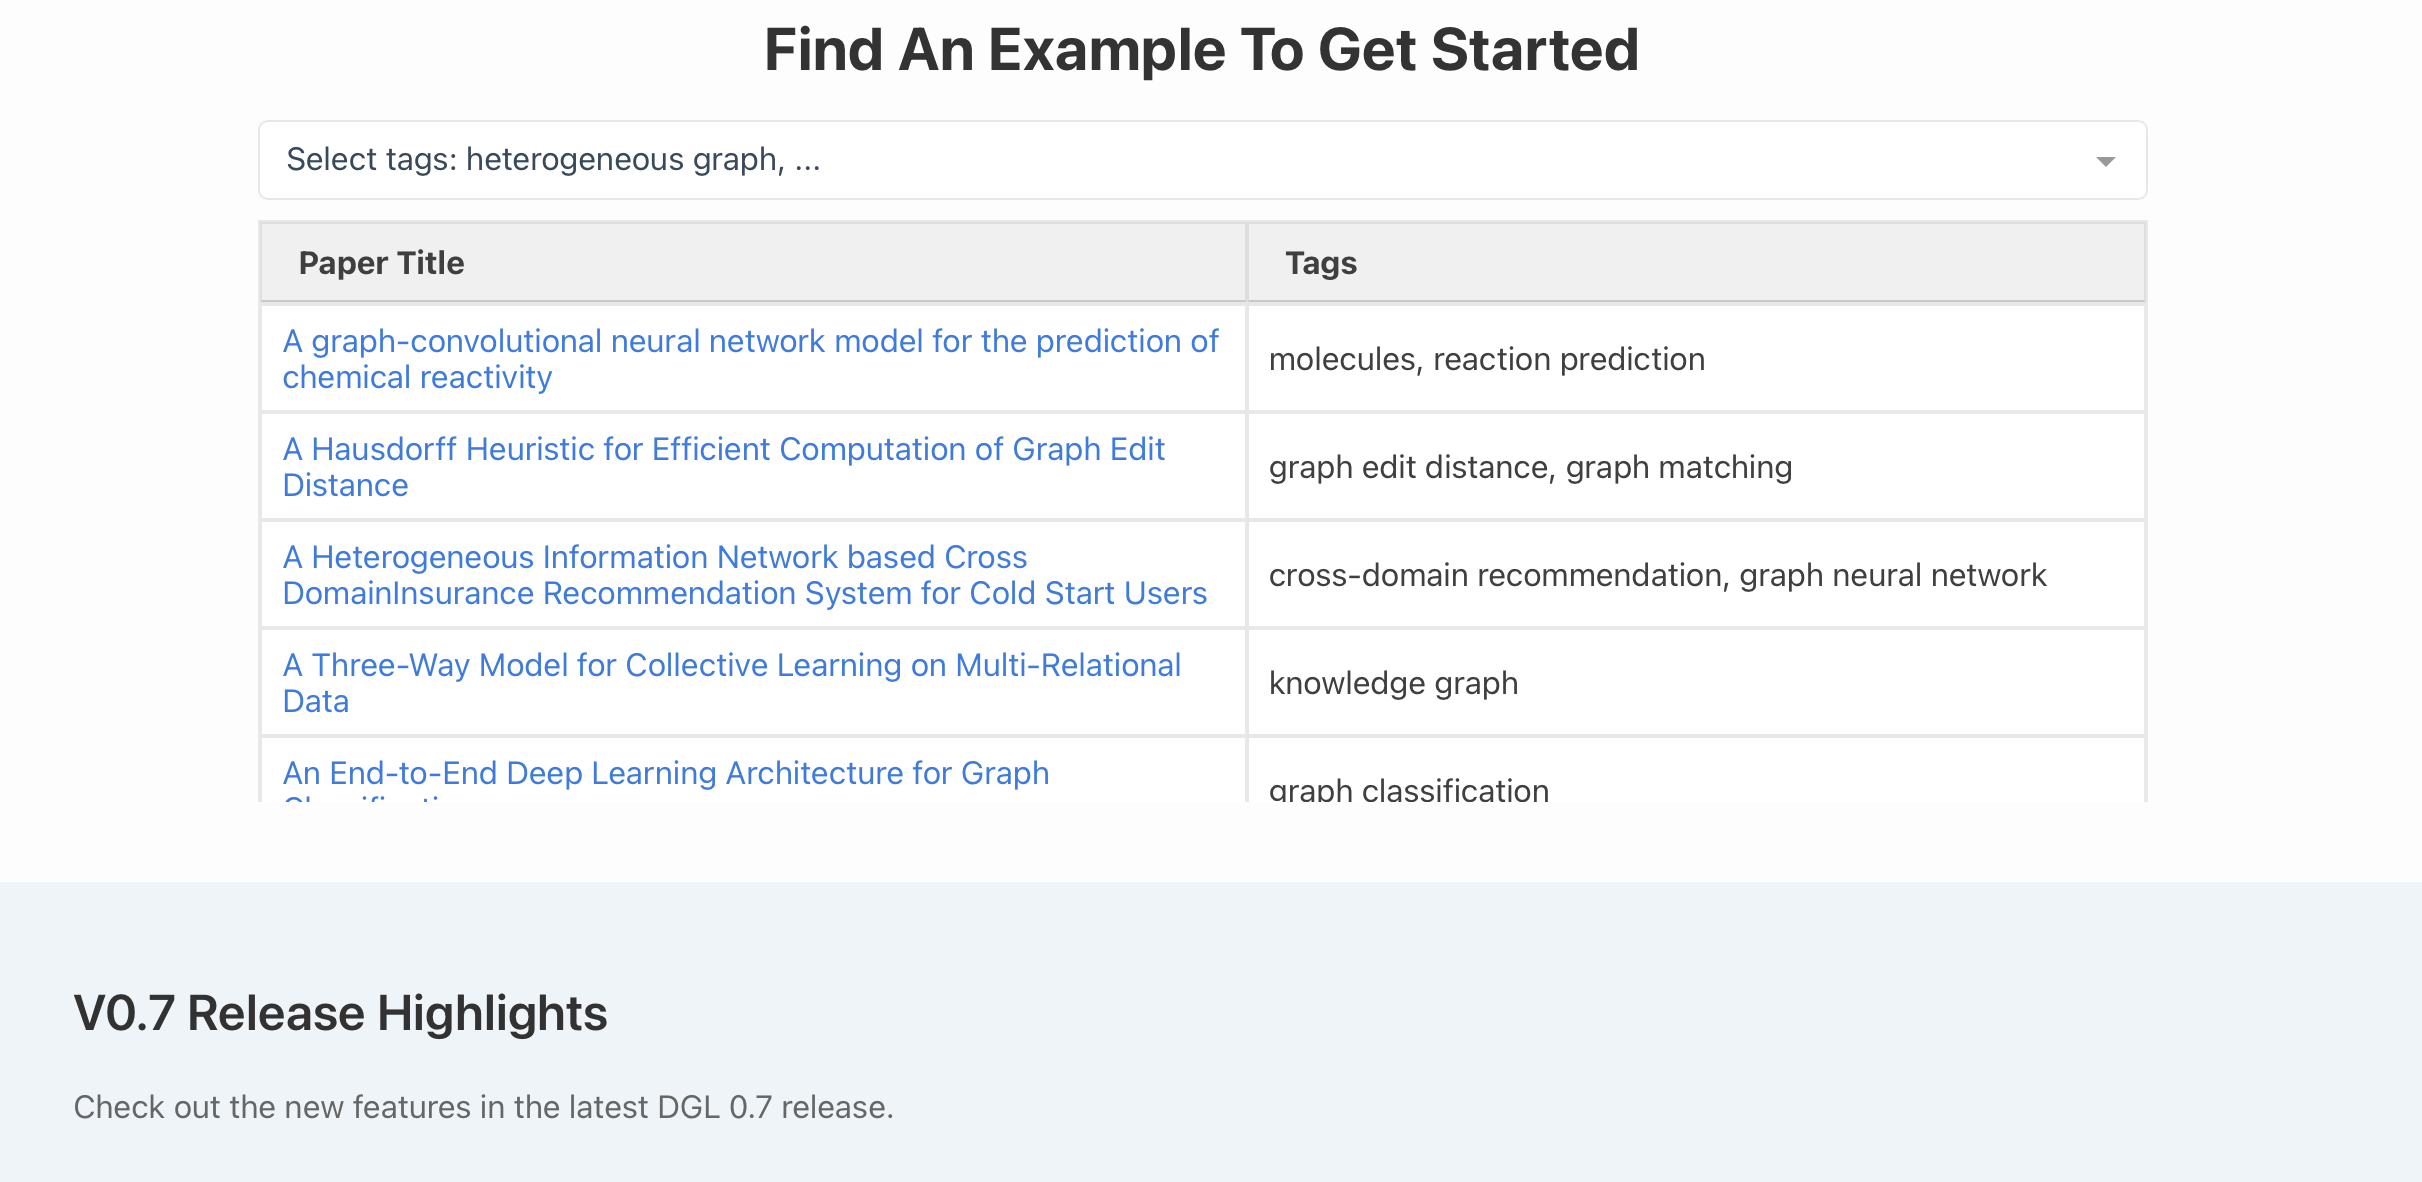 Find An Example To Get Started
Select tags: heterogeneous graph, ...
Paper Title
Tags
A graph-convolutional neural network model for the prediction of
chemical reactivity
molecules, reaction prediction
A Hausdorff Heuristic for Efficient Computation of Graph Edit
Distance
graph edit distance, graph matching
A Heterogeneous Information Network based Cross
DomainInsurance Recommendation System for Cold Start Users
cross-domain recommendation, graph neural network
A Three-Way Model for Collective Learning on Multi-Relational
Data
knowledge graph
An End-to-End Deep Learning Architecture for Graph
graph classification
V0.7 Release Highlights
Check out the new features in the latest DGL 0.7 release.